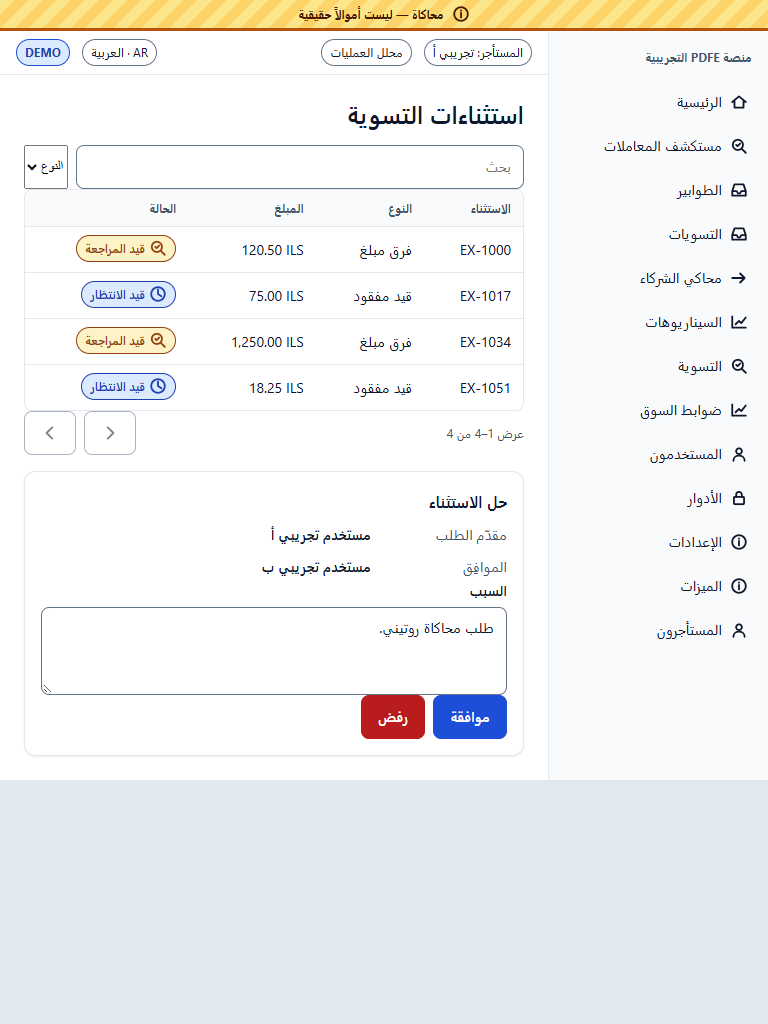 محاكاة — ليست أموالاً حقيقية
منصة PDFE التجريبية
الرئيسية
مستكشف المعاملات
الطوابير
التسويات
محاكي الشركاء
السيناريوهات
التسوية
ضوابط السوق
المستخدمون
الأدوار
الإعدادات
الميزات
المستأجرون
المستأجر: تجريبي أ
محلل العمليات
AR · العربية
DEMO
استثناءات التسوية
بحث
النوع
الاستثناء النوع المبلغ الحالة
EX-1000 فرق مبلغ 120.50 ILS قيد المراجعة
EX-1017 قيد مفقود 75.00 ILS قيد الانتظار
EX-1034 فرق مبلغ 1,250.00 ILS قيد المراجعة
EX-1051 قيد مفقود 18.25 ILS قيد الانتظار
عرض 1–4 من 4
حل الاستثناء
مقدّم الطلب مستخدم تجريبي أ
الموافِق مستخدم تجريبي ب
السبب
طلب محاكاة روتيني.
موافقة رفض